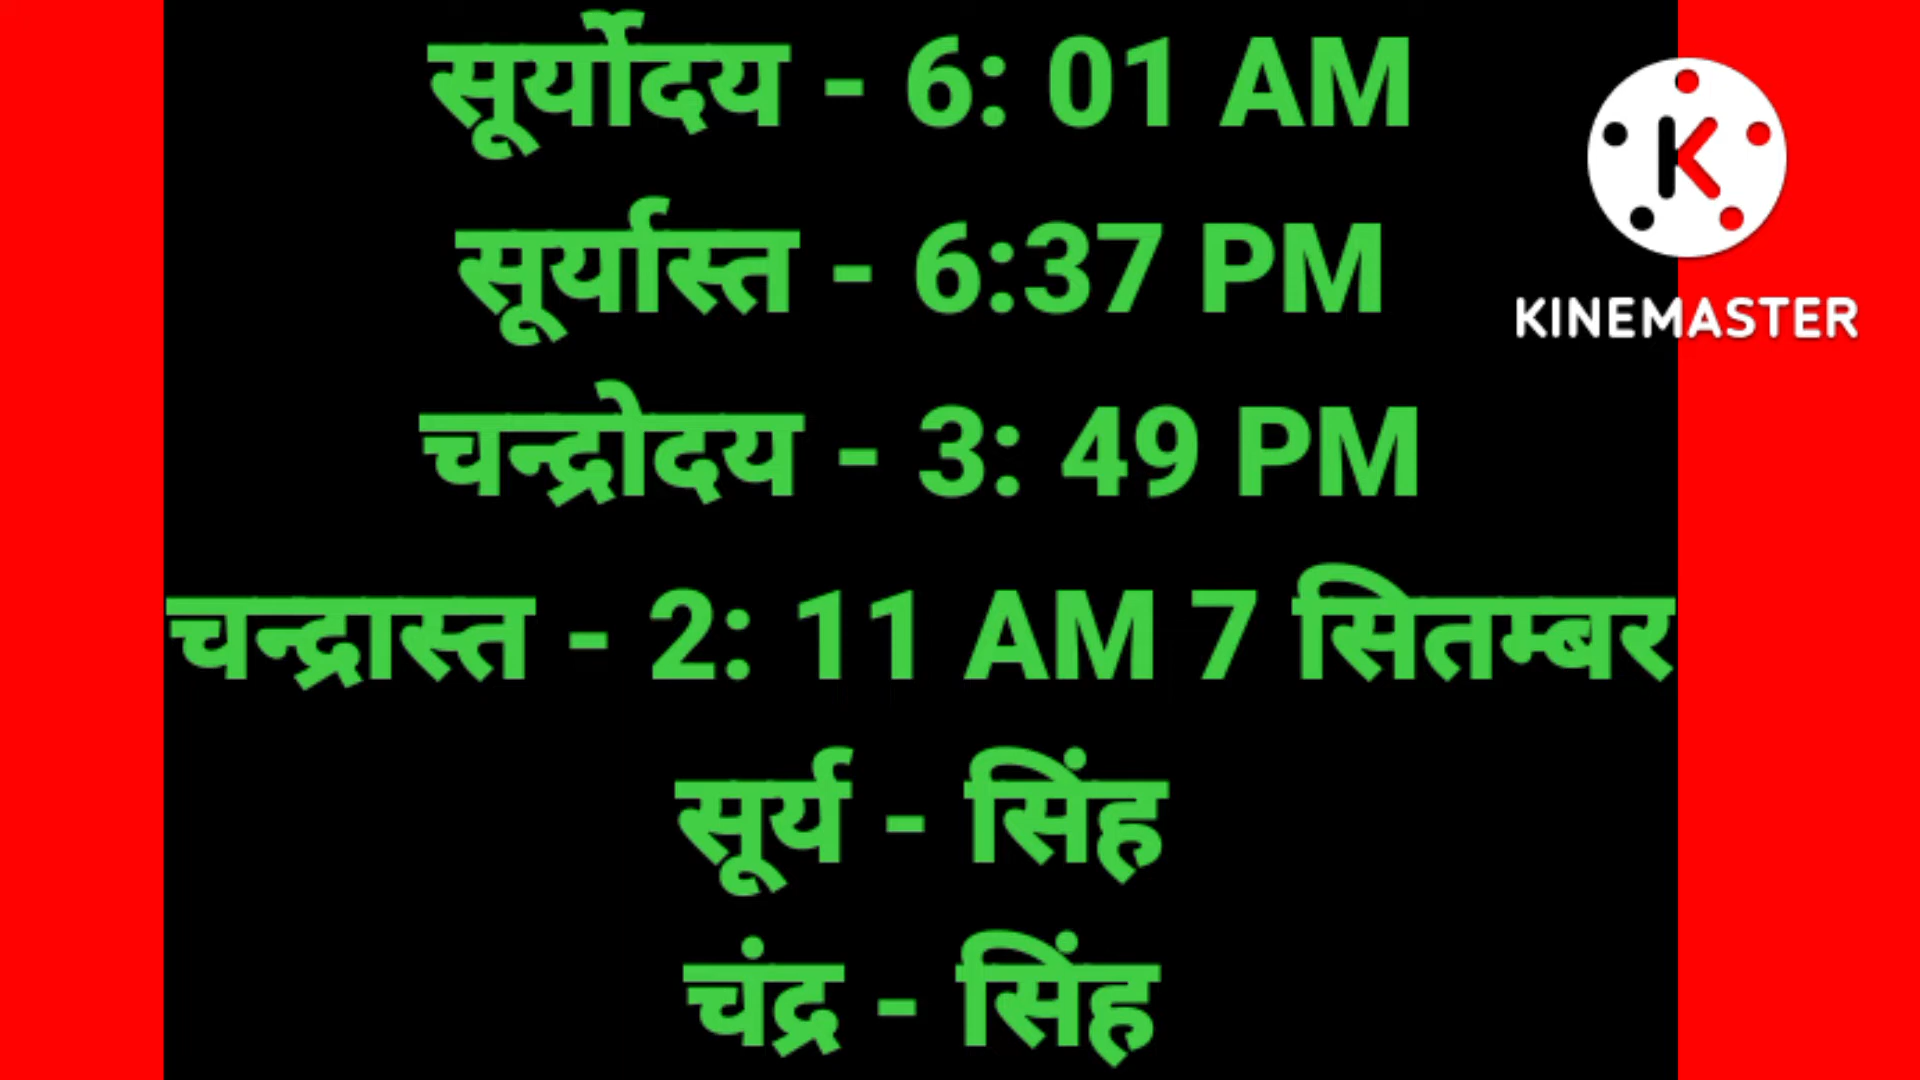 सूर्योदय - 6: 01 AM
सूर्यास्त - 6:37 PM
चन्द्रोदय - 3: 49 PM
चन्द्रास्त - 2: 11 AM 7 सितम्बर
सूर्य - सिंह
चंद्र - सिंह
K
KINEMASTER